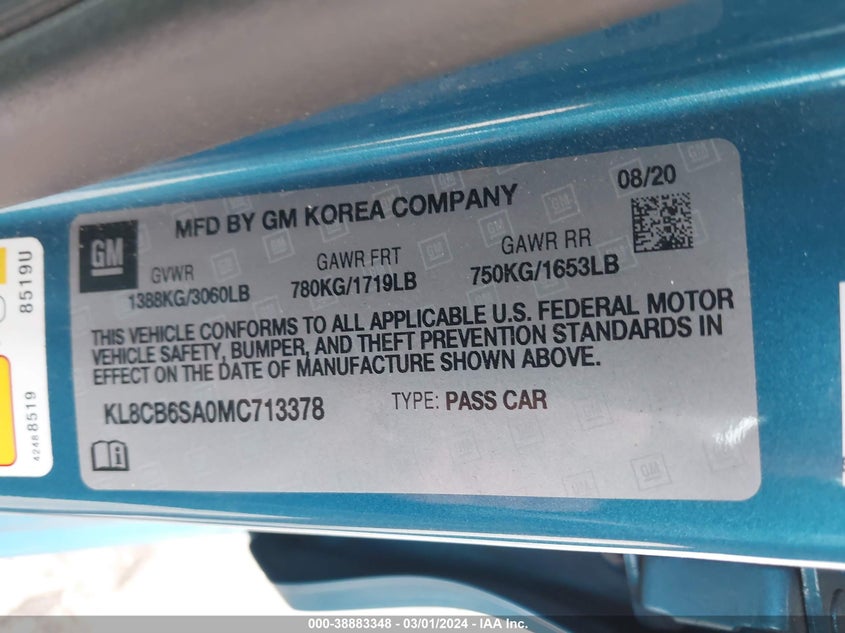 MFD BY GM KOREA COMPANY
08/20
GM
GVWR
1388KG/3060LB
GAWR FRT
780KG/1719LB
GAWR RR
750KG/1653LB
THIS VEHICLE CONFORMS TO ALL APPLICABLE U.S. FEDERAL MOTOR
VEHICLE SAFETY, BUMPER, AND THEFT PREVENTION STANDARDS IN
EFFECT ON THE DATE OF MANUFACTURE SHOWN ABOVE.
KL8CB6SA0MC713378
TYPE: PASS CAR
8519U
42488519
000-38883348 - 03/01/2024 - IAA Inc.